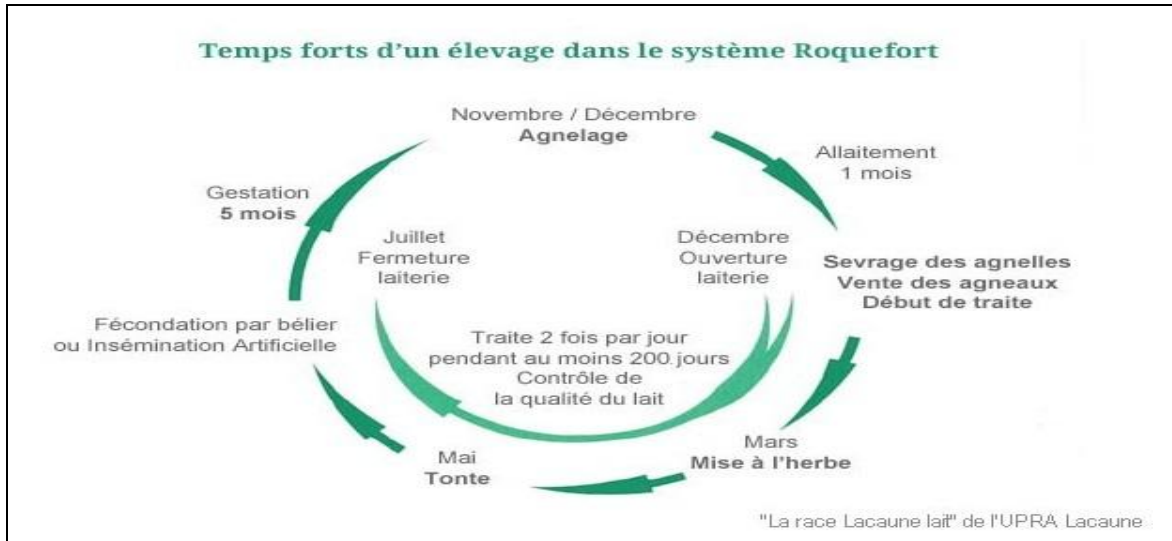 Temps forts d'un élevage dans le système Roquefort
Novembre / Décembre
Agnelage
Allaitement
1 mois
Gestation
5 mois
Juillet
Fermeture
laiterie
Décembre
Ouverture
laiterie
Sevrage des agnelles
Vente des agneaux
Début de traite
Fécondation par bélier
ou Insémination Artificielle
Traite 2 fois par jour
pendant au moins 200 jours
Contrôle de
la qualité du lait
Mai
Tonte
Mars
Mise à l'herbe
"La race Lacaune lait" de l'UPRA Lacaune